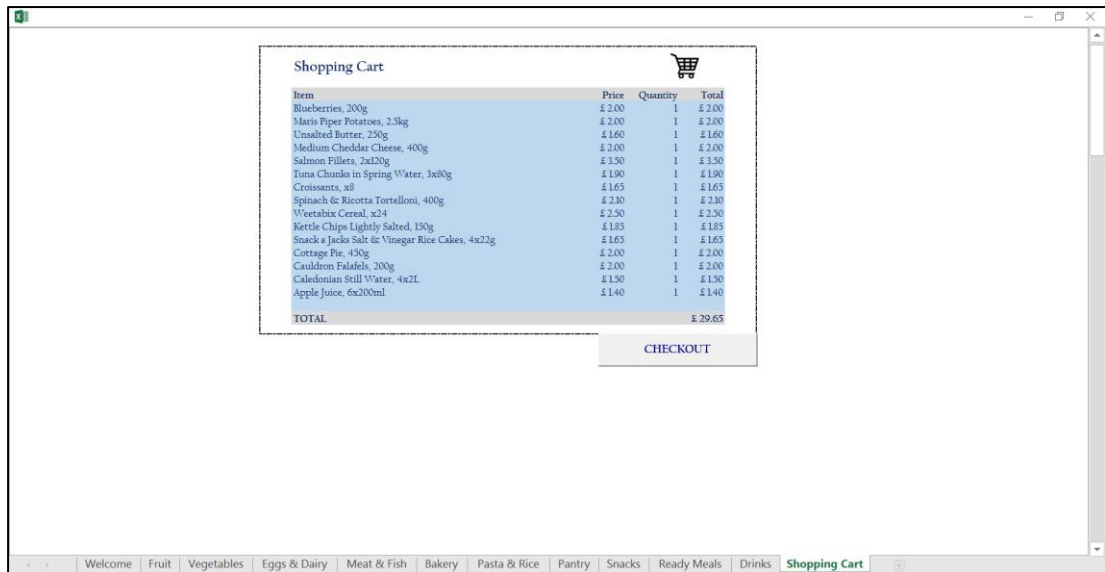 Shopping Cart
Item Price Quantity Total
Blueberries, 200g £ 2.00 1 £ 2.00
Maris Piper Potatoes, 2.5kg £ 2.00 1 £ 2.00
Unsalted Butter, 250g £ 1.60 1 £ 1.60
Medium Cheddar Cheese, 400g £ 2.00 1 £ 2.00
Salmon Fillets, 2x120g £ 3.50 1 £ 3.50
Tuna Chunks in Spring Water, 3x80g £ 1.90 1 £ 1.90
Croissants, x8 £ 1.65 1 £ 1.65
Spinach & Ricotta Tortelloni, 400g £ 2.10 1 £ 2.10
Weetabix Cereal, x24 £ 2.50 1 £ 2.50
Kettle Chips Lightly Salted, 150g £ 1.85 1 £ 1.85
Snack a Jacks Salt & Vinegar Rice Cakes, 4x22g £ 1.65 1 £ 1.65
Cottage Pie, 450g £ 2.00 1 £ 2.00
Cauldron Falafels, 200g £ 2.00 1 £ 2.00
Caledonian Still Water, 4x2L £ 1.50 1 £ 1.50
Apple Juice, 6x200ml £ 1.40 1 £ 1.40
TOTAL £ 29.65
CHECKOUT
Welcome Fruit Vegetables Eggs & Dairy Meat & Fish Bakery Pasta & Rice Pantry Snacks Ready Meals Drinks Shopping Cart